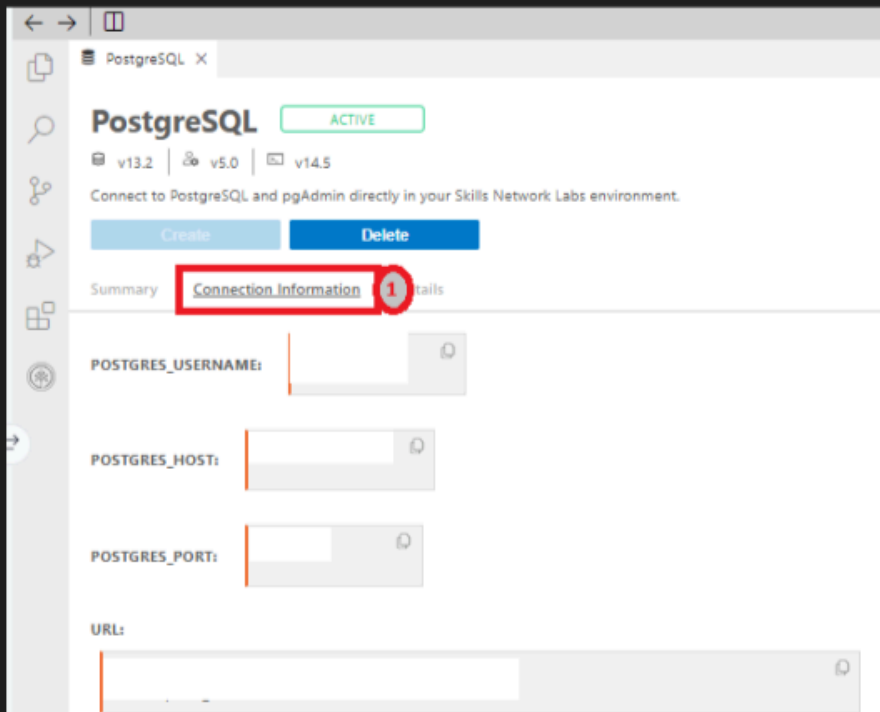 PostgreSQL
PostgreSQL ACTIVE
v13.2 v5.0 v14.5
Connect to PostgreSQL and pgAdmin directly in your Skills Network Labs environment.
Create Delete
Summary Connection Information 1 tails
POSTGRES_USERNAME:
POSTGRES_HOST:
POSTGRES_PORT:
URL: